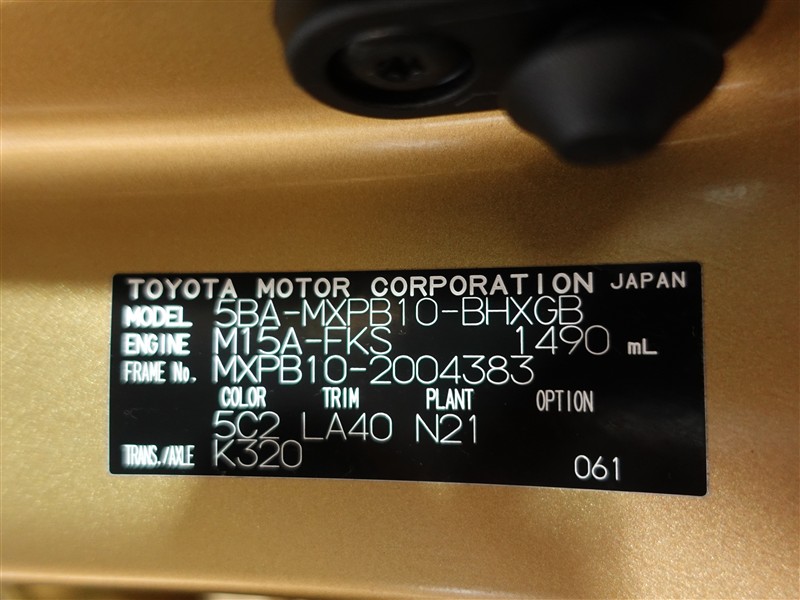 TOYOTA MOTOR CORPORATION JAPAN
MODEL 5BA-MXPB10-BHXGB
ENGINE M15A-FKS 1490 mL
FRAME No. MXPB10-2004383
COLOR TRIM PLANT OPTION
5C2 LA40 N21
TRANS./AXLE K320
061